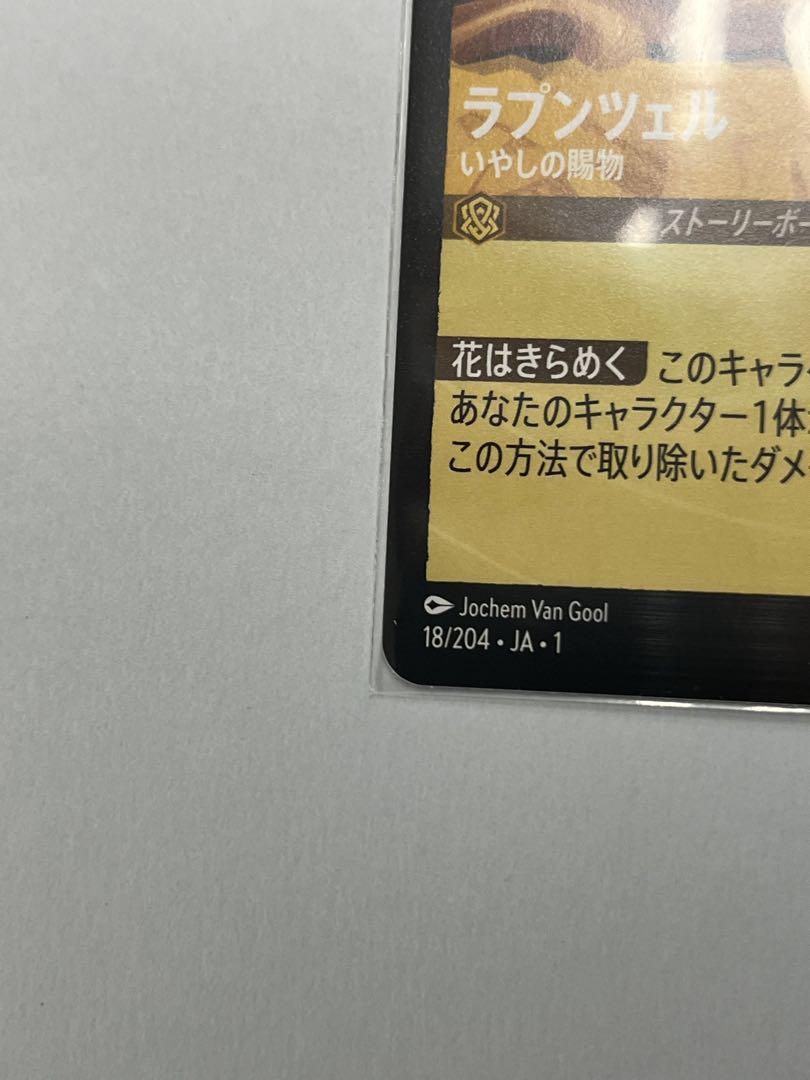 ラプンツェル
いやしの賜物
ストーリーボー
花はきらめく このキャラ
あなたのキャラクター1体
この方法で取り除いたダメ
Jochem Van Gool
18/204・JA・1